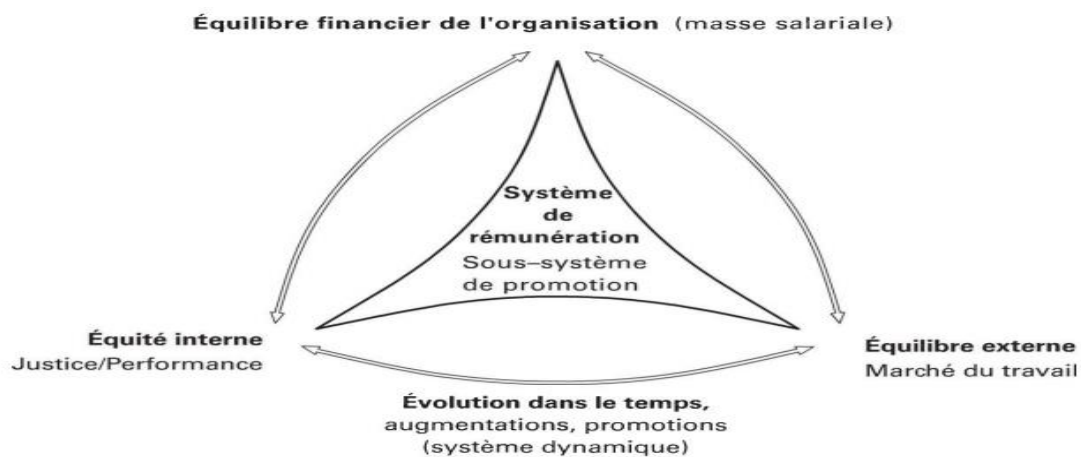 Équilibre financier de l'organisation (masse salariale)
Système
de
rémunération
Sous–système
de promotion
Équité interne
Justice/Performance
Équilibre externe
Marché du travail
Évolution dans le temps,
augmentations, promotions
(système dynamique)